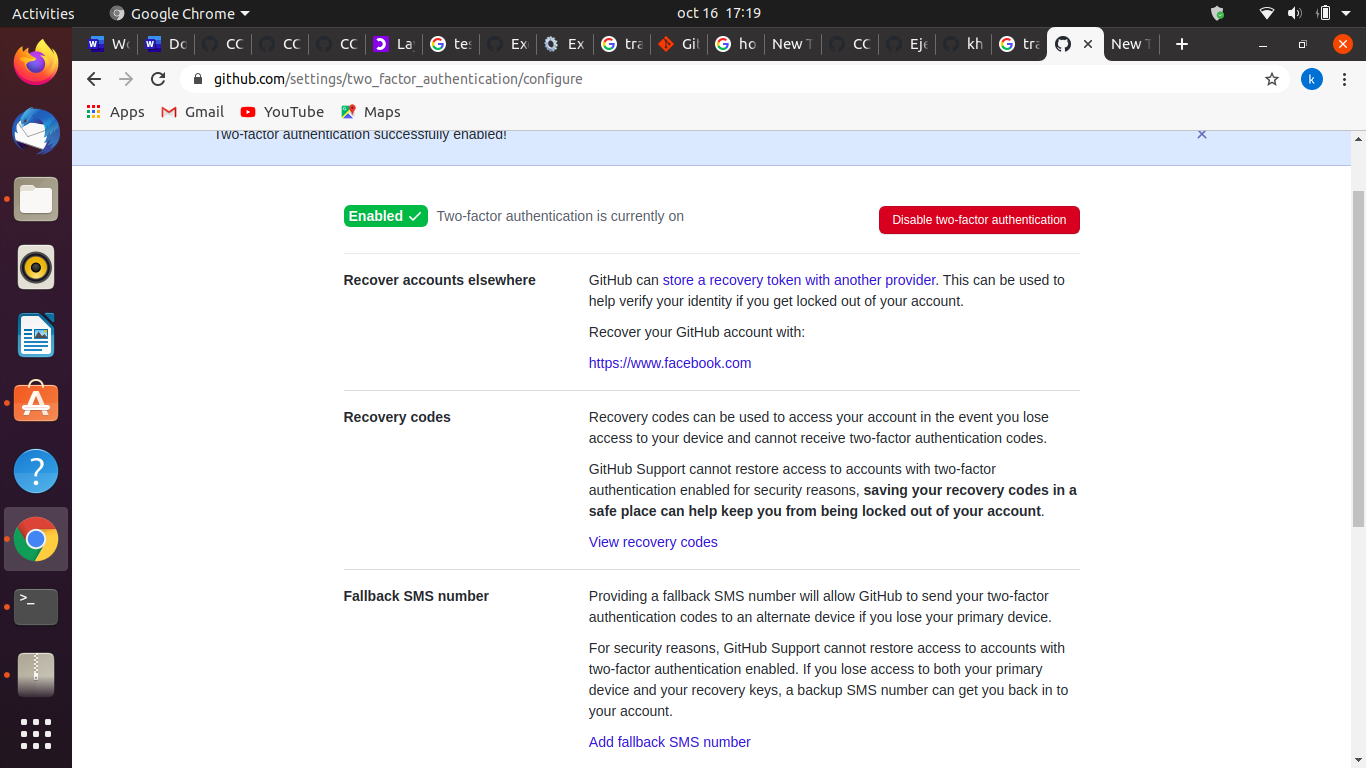 Activities
Google Chrome
oct 16 17:19
Wo
Do
CC
CC
CC
La
tes
Exe
Ex
tra
Git
ho
New T
CC
Eje
kh
tra
New T
github.com/settings/two_factor_authentication/configure
k
Apps
Gmail
YouTube
Maps
Two-factor authentication successfully enabled!
Enabled
Two-factor authentication is currently on
Disable two-factor authentication
Recover accounts elsewhere
GitHub can store a recovery token with another provider. This can be used to
help verify your identity if you get locked out of your account.
Recover your GitHub account with:
https://www.facebook.com
Recovery codes
Recovery codes can be used to access your account in the event you lose
access to your device and cannot receive two-factor authentication codes.
GitHub Support cannot restore access to accounts with two-factor
authentication enabled for security reasons, saving your recovery codes in a
safe place can help keep you from being locked out of your account.
View recovery codes
Fallback SMS number
Providing a fallback SMS number will allow GitHub to send your two-factor
authentication codes to an alternate device if you lose your primary device.
For security reasons, GitHub Support cannot restore access to accounts with
two-factor authentication enabled. If you lose access to both your primary
device and your recovery keys, a backup SMS number can get you back in to
your account.
Add fallback SMS number